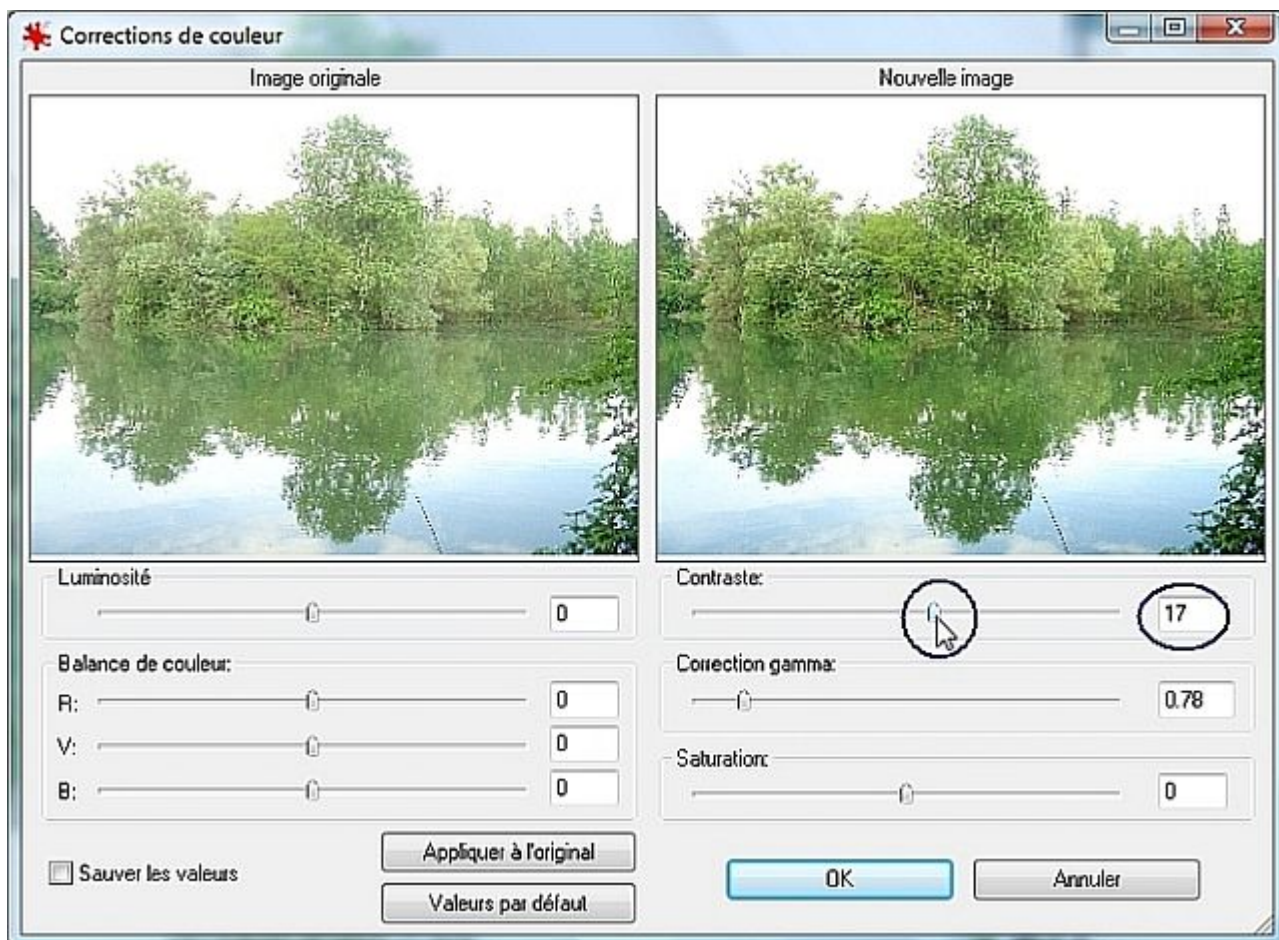 Corrections de couleur
Image originale
Nouvelle image
Luminosité
0
Contraste:
17
Balance de couleur:
R:
0
V:
0
B:
0
Correction gamma:
0.78
Saturation:
0
Sauver les valeurs
Appliquer à l'original
Valeurs par défaut
OK
Annuler